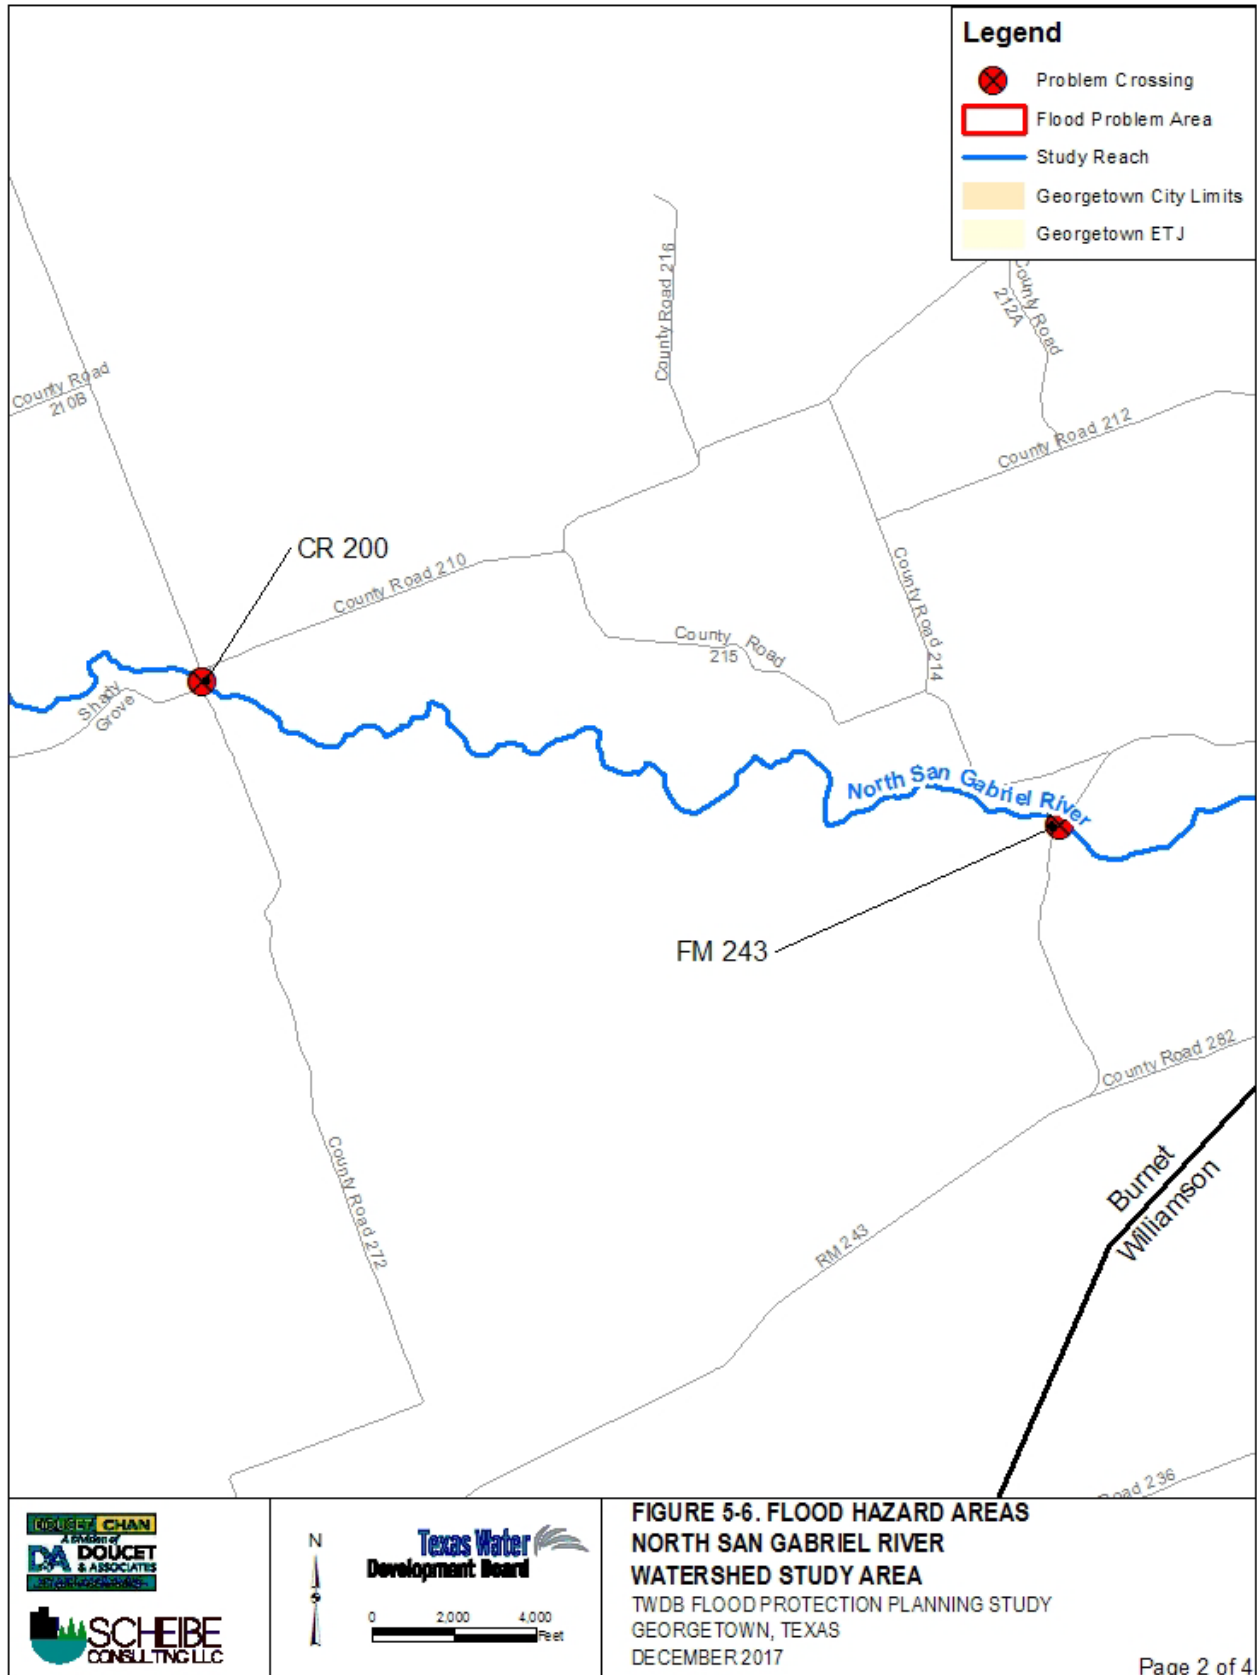 Legend
Problem Crossing
Flood Problem Area
Study Reach
Georgetown City Limits
Georgetown ETJ
County Road 216
County Road
212A
County Road
210B
County Road 212
CR 200
County Road 210
County Road 214
County Road
215
Shady
Grove
North San Gabriel River
FM 243
County Road 282
County Road 272
Burnet
Williamson
RM 243
Road 236
CHAN
A Division of
DA DOUCET
& ASSOCIATES
SCHEIBE
CONSULTING LLC
N
Texas Water
Development Board
0 2,000 4,000
Feet
FIGURE 5-6. FLOOD HAZARD AREAS
NORTH SAN GABRIEL RIVER
WATERSHED STUDY AREA
TWDB FLOOD PROTECTION PLANNING STUDY
GEORGETOWN, TEXAS
DECEMBER 2017
Page 2 of 4